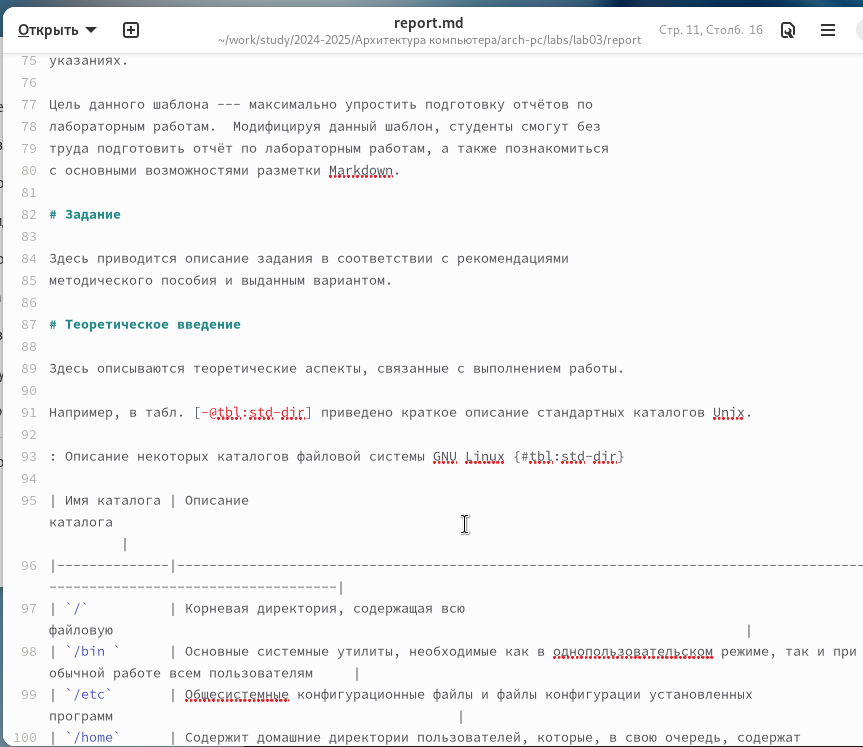 Открыть
report.md
~/work/study/2024-2025/Архитектура компьютера/arch-pc/labs/lab03/report
Стр. 11, Столб. 16
75 указаниях.
76
77 Цель данного шаблона --- максимально упростить подготовку отчётов по
78 лабораторным работам.  Модифицируя данный шаблон, студенты смогут без
79 труда подготовить отчёт по лабораторным работам, а также познакомиться
80 с основными возможностями разметки Markdown.
81
82 # Задание
83
84 Здесь приводится описание задания в соответствии с рекомендациями
85 методического пособия и выданным вариантом.
86
87 # Теоретическое введение
88
89 Здесь описываются теоретические аспекты, связанные с выполнением работы.
90
91 Например, в табл. [-@tbl:std-dir] приведено краткое описание стандартных каталогов Unix.
92
93 : Описание некоторых каталогов файловой системы GNU Linux {#tbl:std-dir}
94
95 | Имя каталога | Описание
каталога
|
96 |--------------|--------------------------------------------------------------------------------------
------------------------------------|
97 | `/`          | Корневая директория, содержащая всю
файловую                                                                               |
98 | `/bin `      | Основные системные утилиты, необходимые как в однопользовательском режиме, так и при
обычной работе всем пользователям     |
99 | `/etc`       | Общесистемные конфигурационные файлы и файлы конфигурации установленных
программ                                           |
100 | `/home`      | Содержит домашние директории пользователей, которые, в свою очередь, содержат